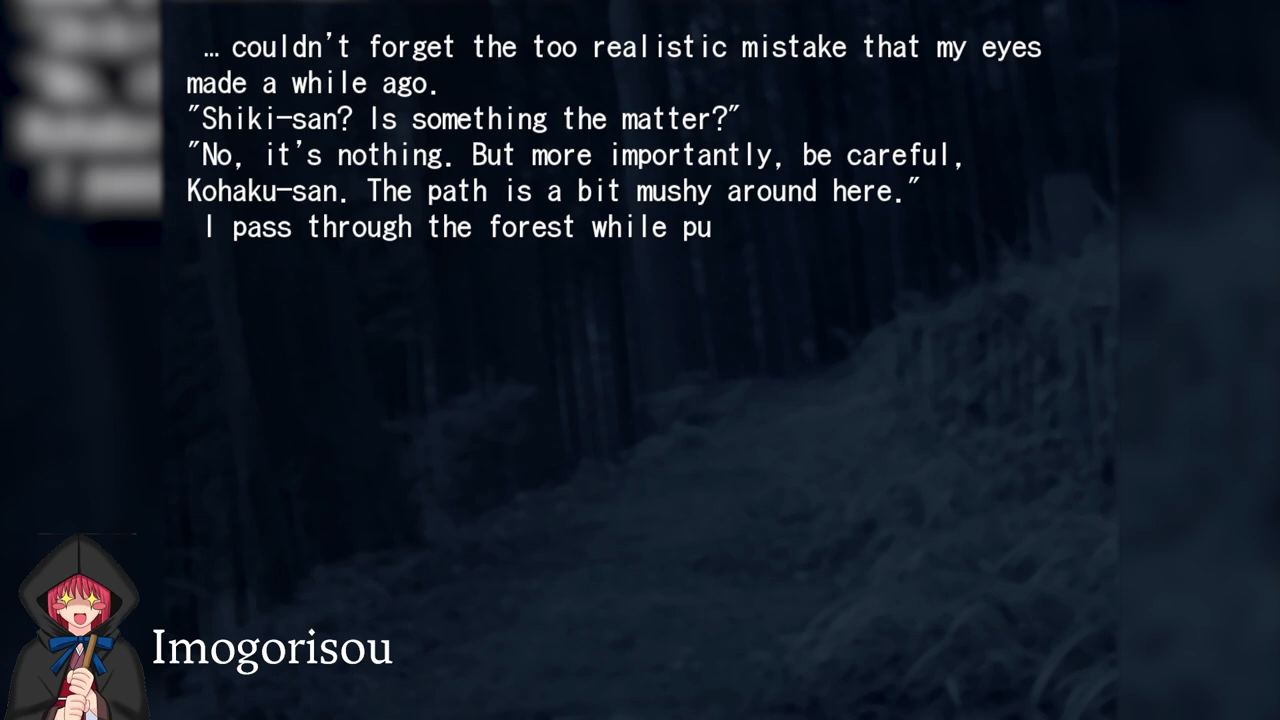 … couldn't forget the too realistic mistake that my eyes
made a while ago.
"Shiki-san? Is something the matter?"
"No, it's nothing. But more importantly, be careful,
Kohaku-san. The path is a bit mushy around here."
I pass through the forest while pu
Imogorisou